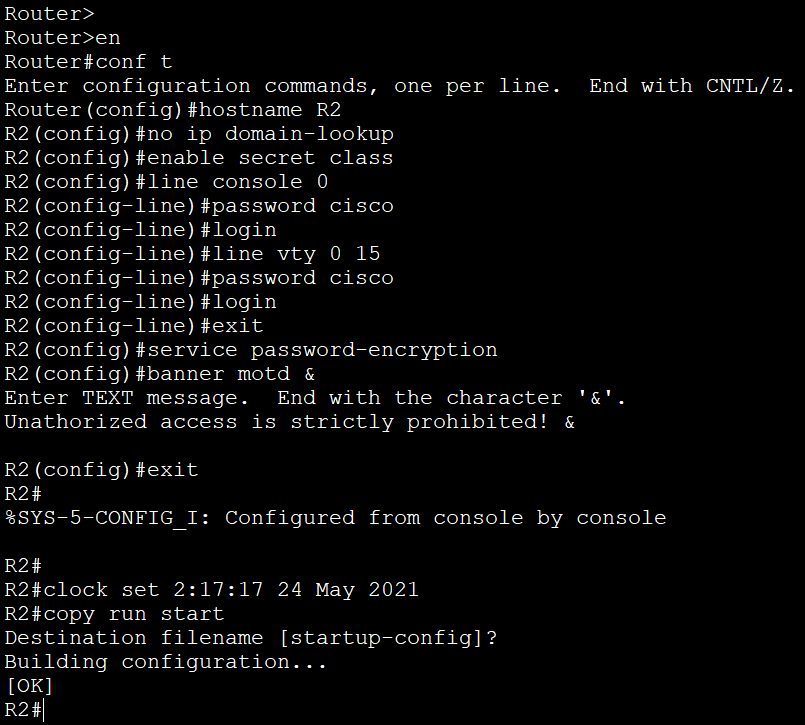 Router>
Router>en
Router#conf t
Enter configuration commands, one per line.  End with CNTL/Z.
Router(config)#hostname R2
R2(config)#no ip domain-lookup
R2(config)#enable secret class
R2(config)#line console 0
R2(config-line)#password cisco
R2(config-line)#login
R2(config-line)#line vty 0 15
R2(config-line)#password cisco
R2(config-line)#login
R2(config-line)#exit
R2(config)#service password-encryption
R2(config)#banner motd &
Enter TEXT message.  End with the character '&'.
Unathorized access is strictly prohibited! &
R2(config)#exit
R2#
%SYS-5-CONFIG_I: Configured from console by console
R2#
R2#clock set 2:17:17 24 May 2021
R2#copy run start
Destination filename [startup-config]?
Building configuration...
[OK]
R2#